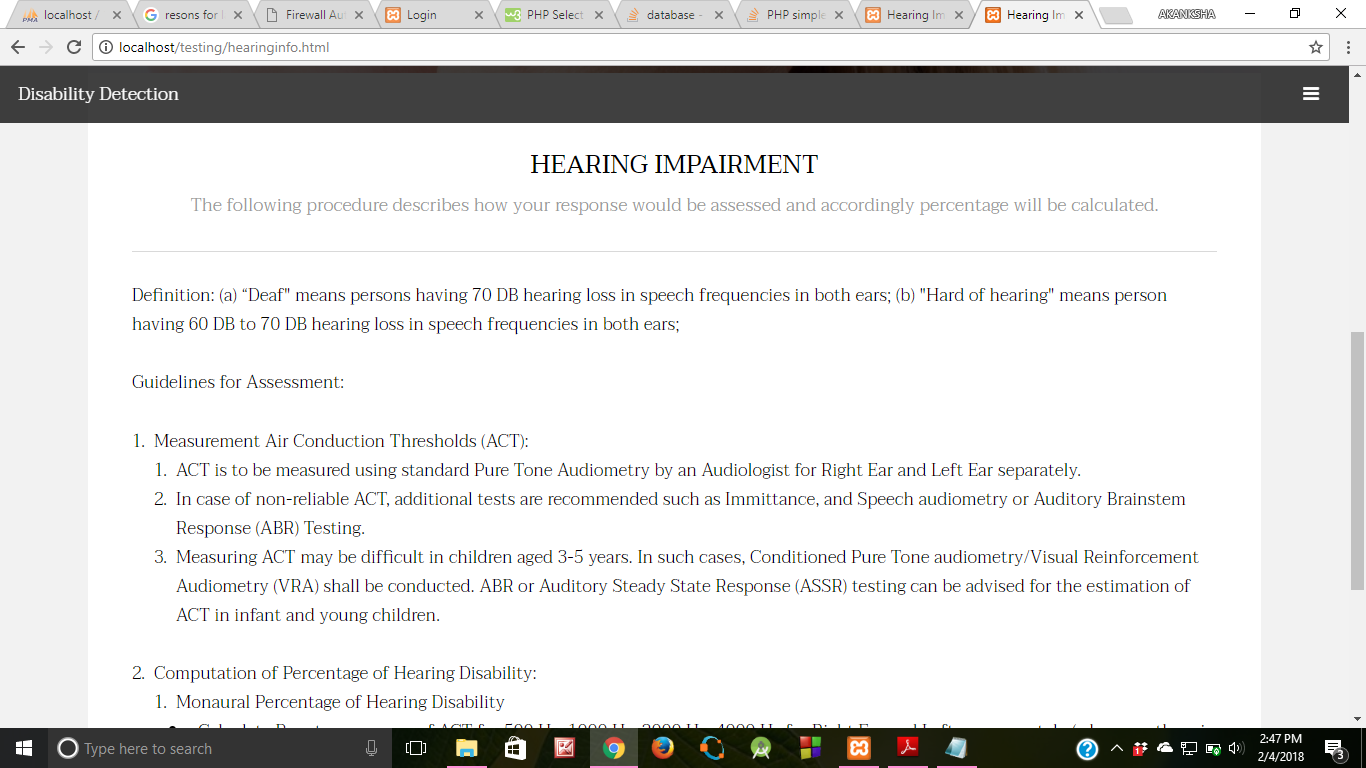 localhost /
resons for
Firewall Au
Login
PHP Select
database -
PHP simple
Hearing Im
Hearing Im
AKANKSHA
localhost/testing/hearinginfo.html
Disability Detection
HEARING IMPAIRMENT
The following procedure describes how your response would be assessed and accordingly percentage will be calculated.
Definition: (a) “Deaf" means persons having 70 DB hearing loss in speech frequencies in both ears; (b) "Hard of hearing" means person
having 60 DB to 70 DB hearing loss in speech frequencies in both ears;
Guidelines for Assessment:
1. Measurement Air Conduction Thresholds (ACT):
1. ACT is to be measured using standard Pure Tone Audiometry by an Audiologist for Right Ear and Left Ear separately.
2. In case of non-reliable ACT, additional tests are recommended such as Immittance, and Speech audiometry or Auditory Brainstem
Response (ABR) Testing.
3. Measuring ACT may be difficult in children aged 3-5 years. In such cases, Conditioned Pure Tone audiometry/Visual Reinforcement
Audiometry (VRA) shall be conducted. ABR or Auditory Steady State Response (ASSR) testing can be advised for the estimation of
ACT in infant and young children.
2. Computation of Percentage of Hearing Disability:
1. Monaural Percentage of Hearing Disability
Type here to search
2:47 PM
2/4/2018
3